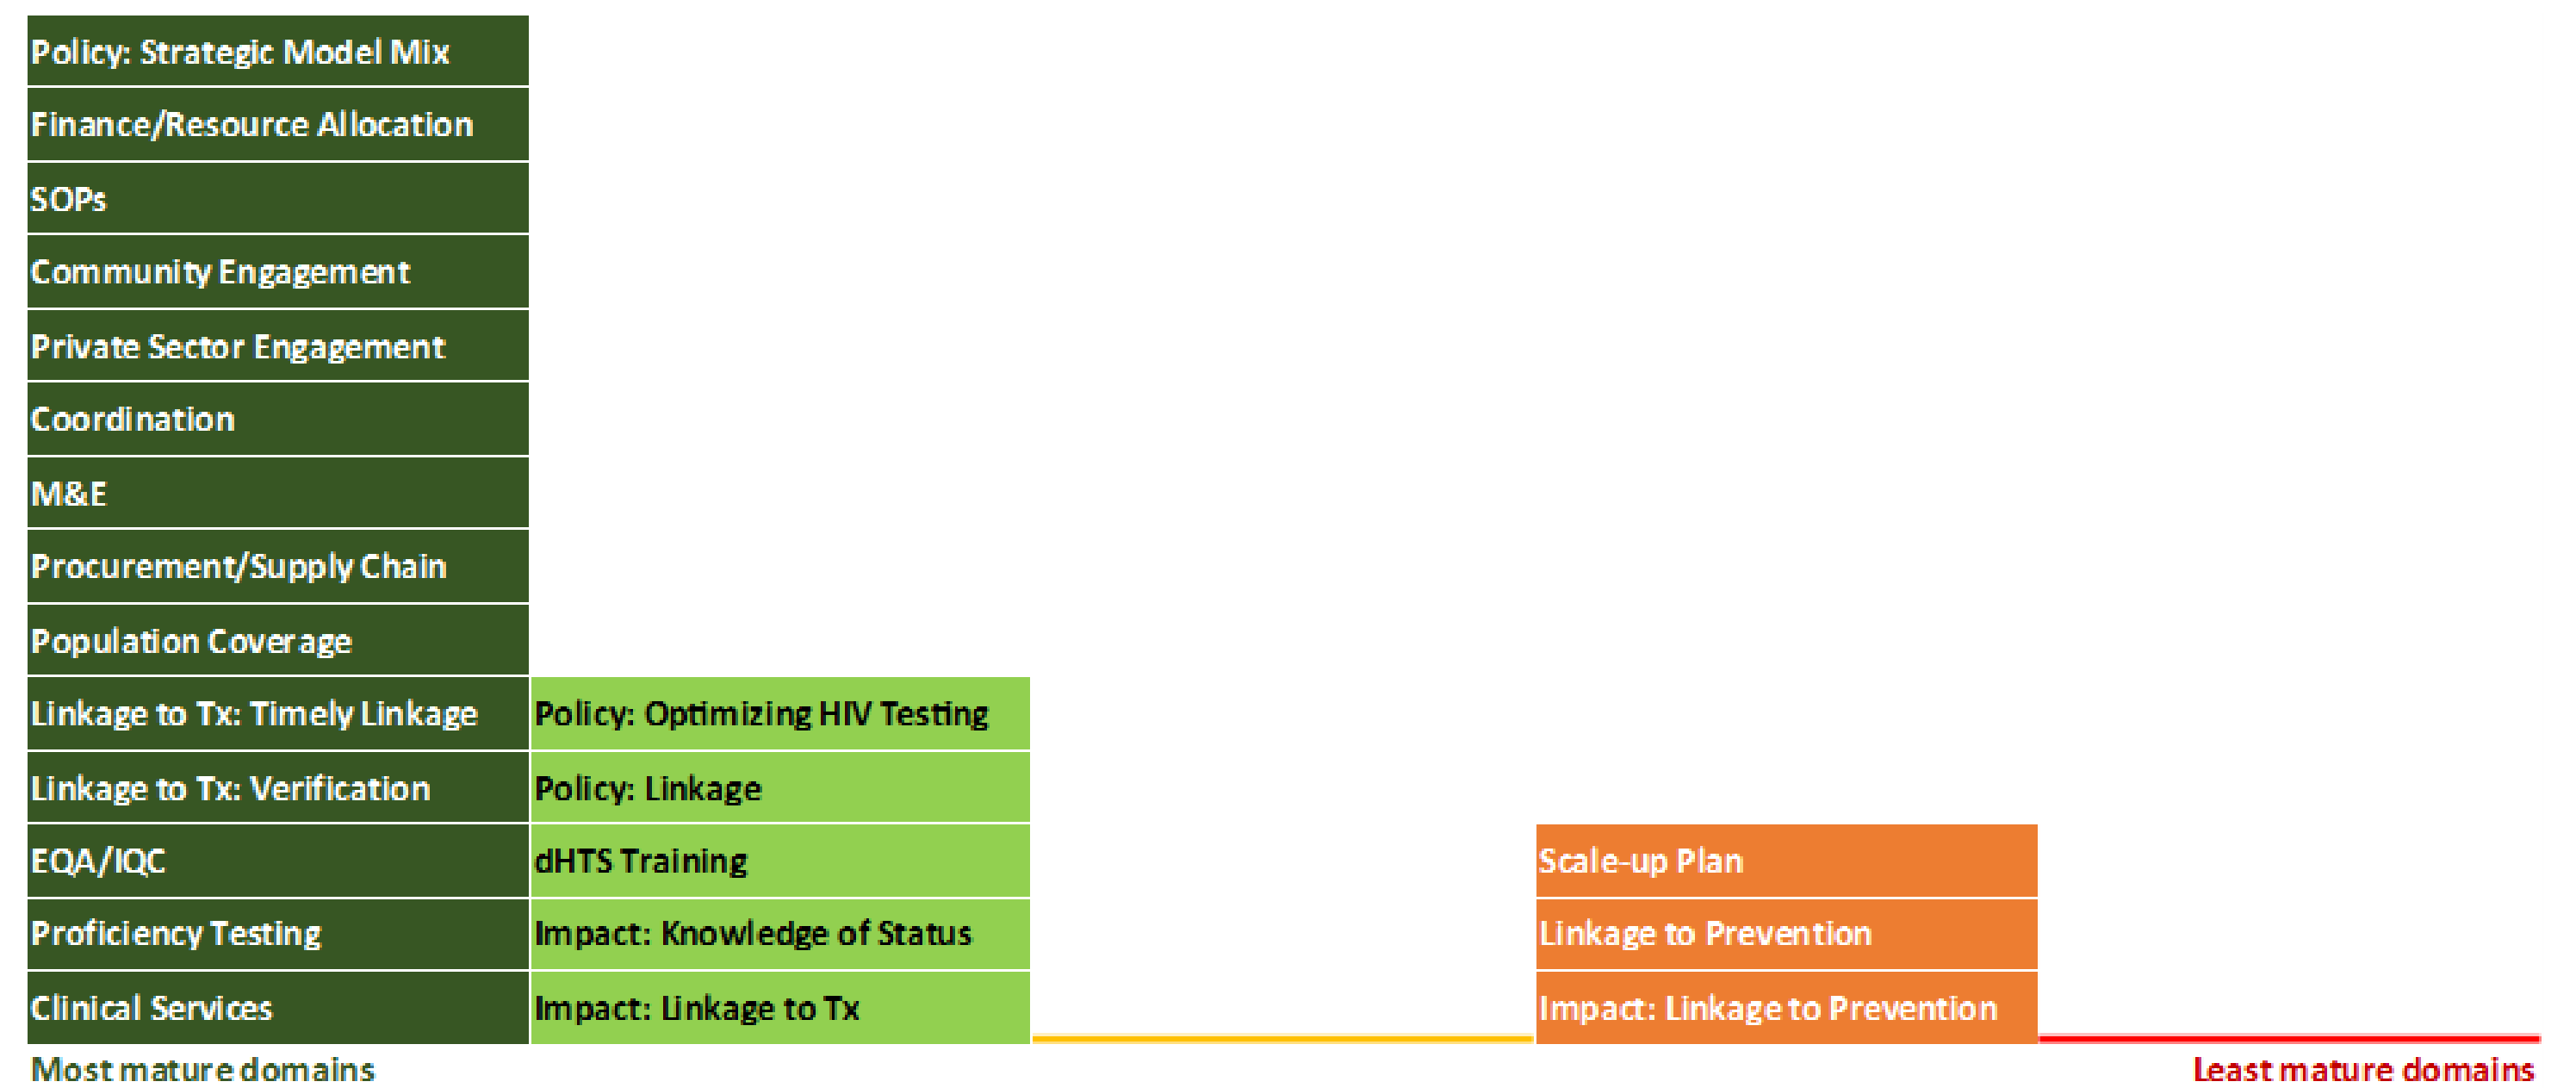 Policy: Strategic Model Mix
Finance/Resource Allocation
SOPs
Community Engagement
Private Sector Engagement
Coordination
M&E
Procurement/Supply Chain
Population Coverage
Linkage to Tx: Timely Linkage
Linkage to Tx: Verification
EQA/IQC
Proficiency Testing
Clinical Services
Policy: Optimizing HIV Testing
Policy: Linkage
dHTS Training
Impact: Knowledge of Status
Impact: Linkage to Tx
Scale-up Plan
Linkage to Prevention
Impact: Linkage to Prevention
Most mature domains
Least mature domains